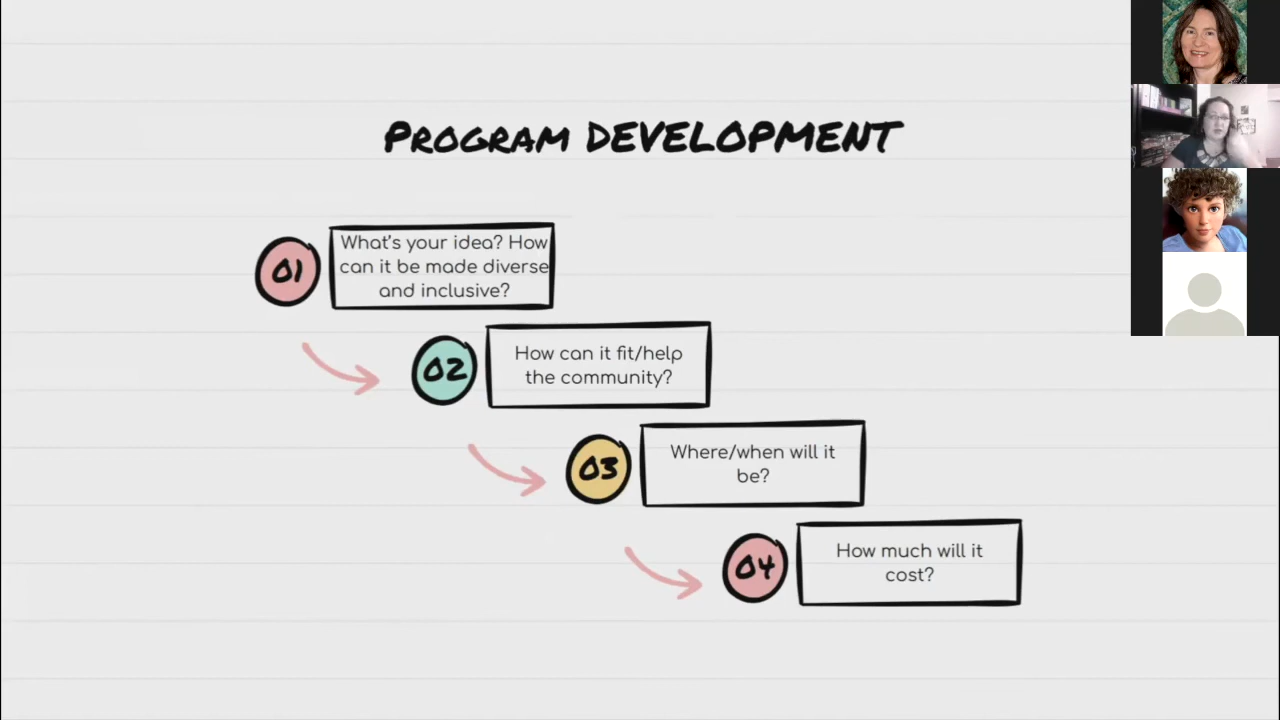 Program DEVELOPMENT
01
What's your idea? How
can it be made diverse
and inclusive?
02
How can it fit/help
the community?
03
Where/when will it
be?
04
How much will it
cost?